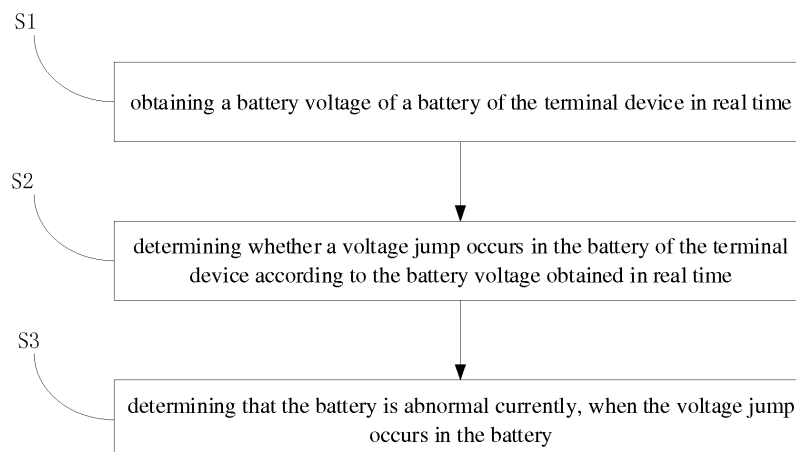 S1
obtaining a battery voltage of a battery of the terminal device in real time
S2
determining whether a voltage jump occurs in the battery of the terminal
device according to the battery voltage obtained in real time
S3
determining that the battery is abnormal currently, when the voltage jump
occurs in the battery